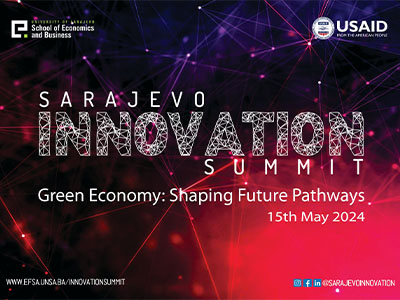 UNIVERSITY OF SARAJEVO
School of Economics
and Business
USAID
FROM THE AMERICAN PEOPLE
SARAJEVO
INNOVATION
SUMMIT
Green Economy: Shaping Future Pathways
15th May 2024
WWW.EFSA.UNSA.BA/INNOVATIONSUMMIT
@SARAJEVOINNOVATION